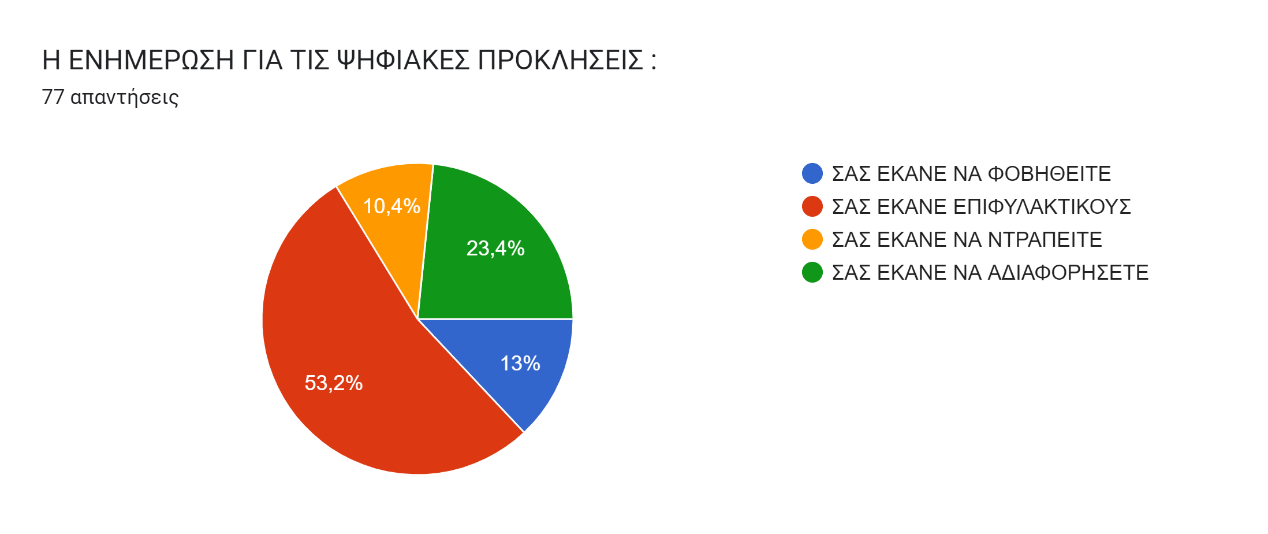 Η ΕΝΗΜΕΡΩΣΗ ΓΙΑ ΤΙΣ ΨΗΦΙΑΚΕΣ ΠΡΟΚΛΗΣΕΙΣ :
77 απαντήσεις
ΣΑΣ ΕΚΑΝΕ ΝΑ ΦΟΒΗΘΕΙΤΕ
ΣΑΣ ΕΚΑΝΕ ΕΠΙΦΥΛΑΚΤΙΚΟΥΣ
ΣΑΣ ΕΚΑΝΕ ΝΑ ΝΤΡΑΠΕΙΤΕ
ΣΑΣ ΕΚΑΝΕ ΝΑ ΑΔΙΑΦΟΡΗΣΕΤΕ
10,4%
23,4%
13%
53,2%